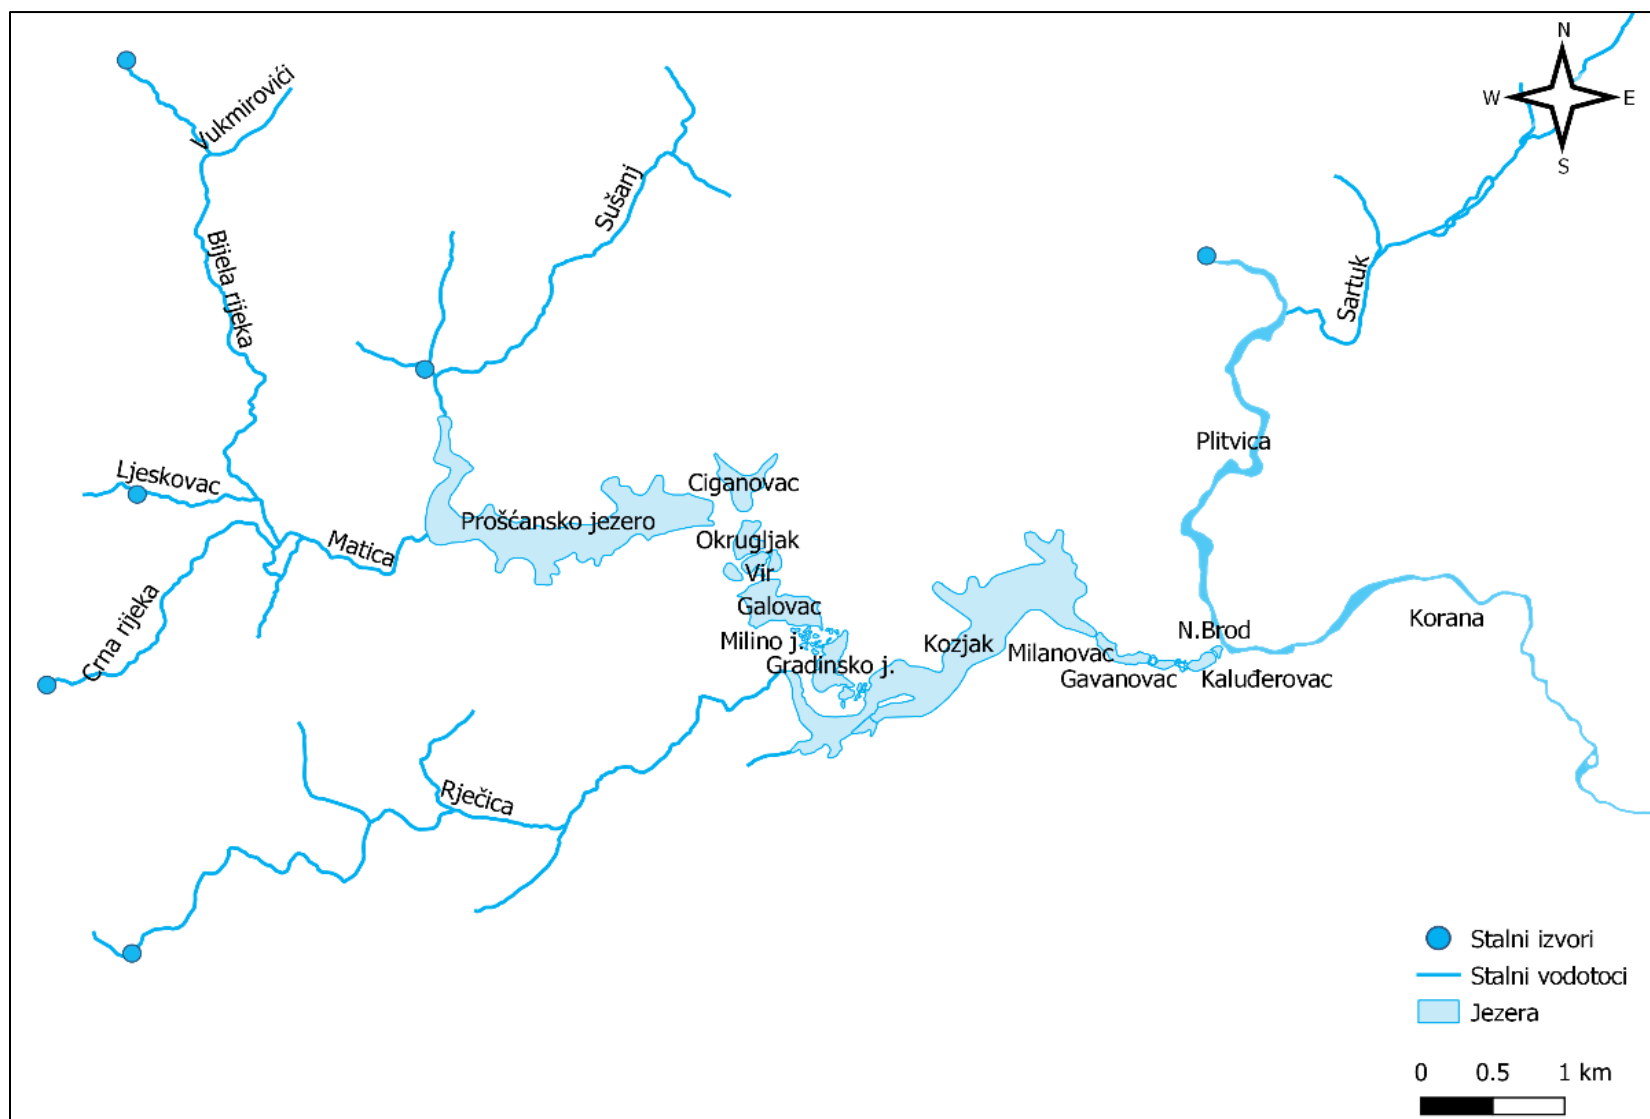 N
W
E
S
Vukmirovići
Sušanj
Bijela rijeka
Sartuk
Plitvica
Ljeskovac
Ciganovac
Prošćansko jezero
Okrugljak
Matica
Vir
Galovac
Crna rijeka
Korana
N.Brod
Milino j.
Kozjak
Milanovac
Gradinsko j.
Gavanovac
Kaluđerovac
Rječica
Stalni izvori
Stalni vodotoci
Jezera
0 0.5 1 km